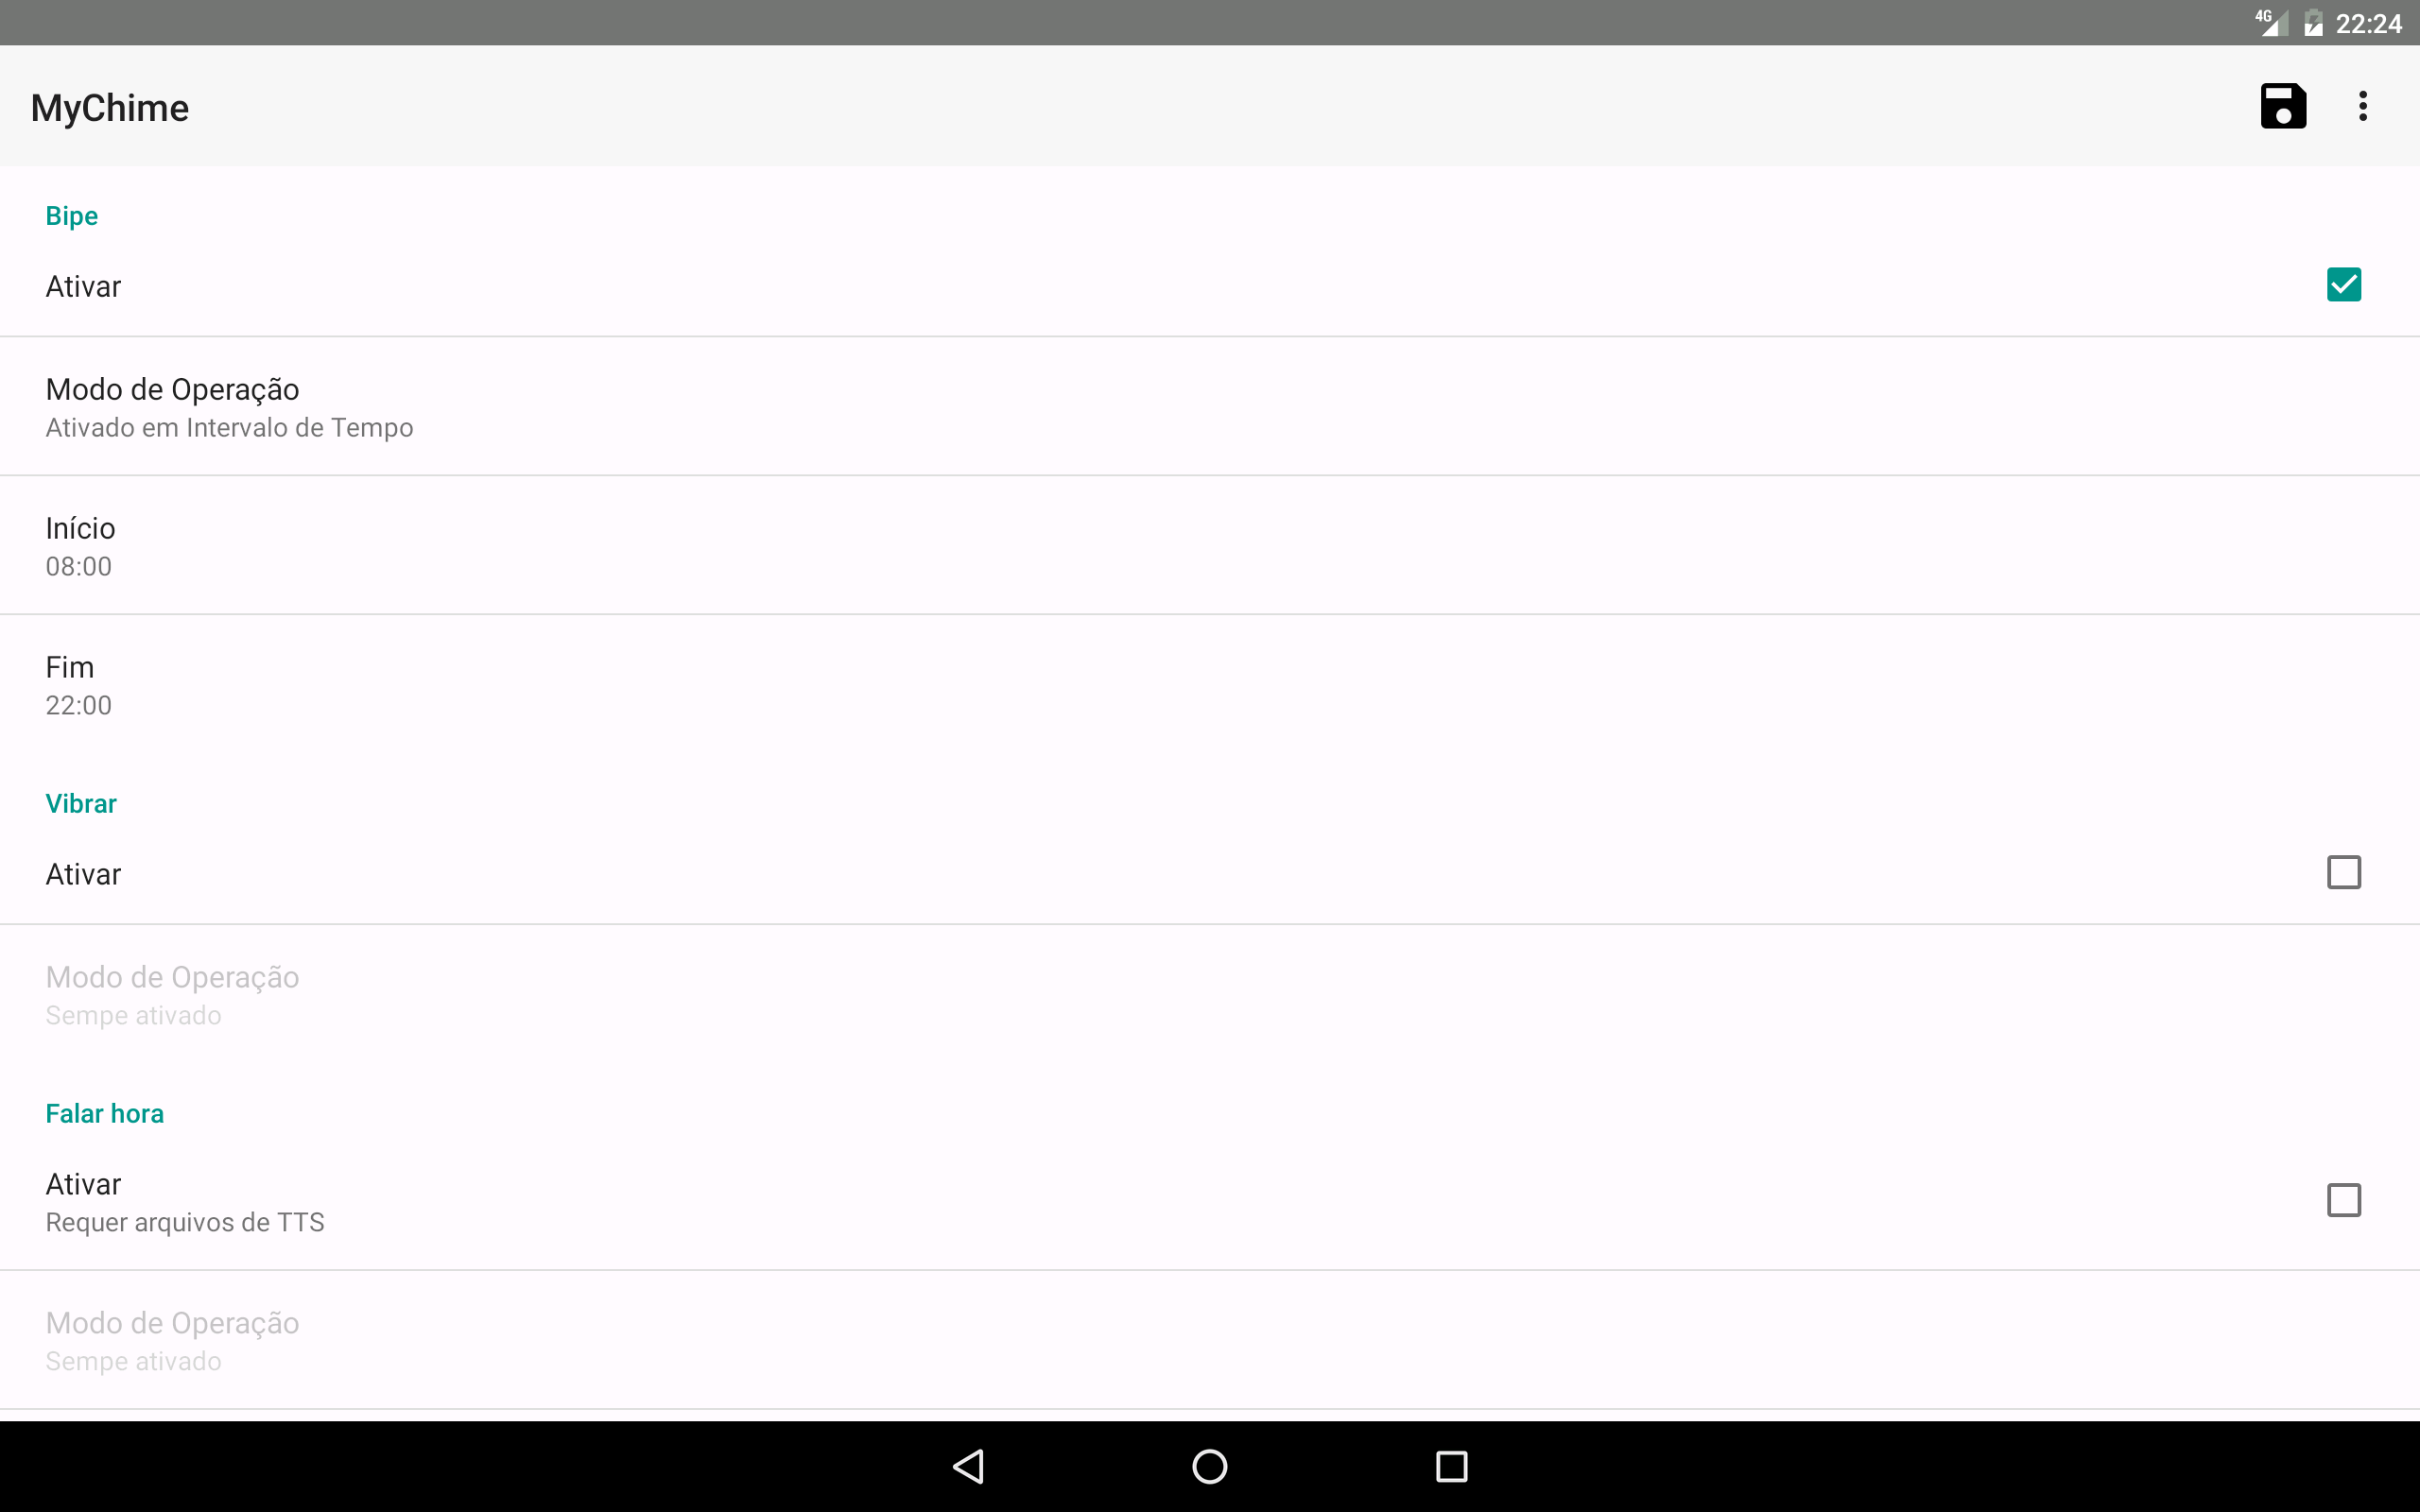 4G 22:24
MyChime
Bipe
Ativar
Modo de Operação
Ativado em Intervalo de Tempo
Início
08:00
Fim
22:00
Vibrar
Ativar
Modo de Operação
Sempe ativado
Falar hora
Ativar
Requer arquivos de TTS
Modo de Operação
Sempe ativado